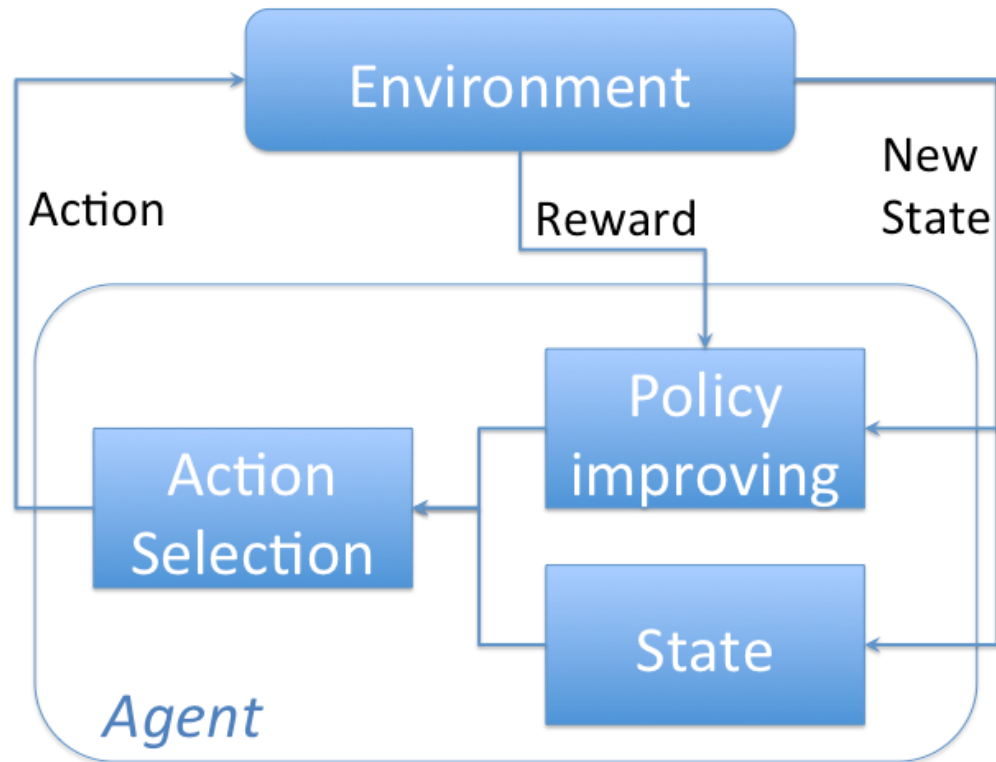 Environment
New
State
Action
Reward
Policy
improving
Action
Selection
State
Agent